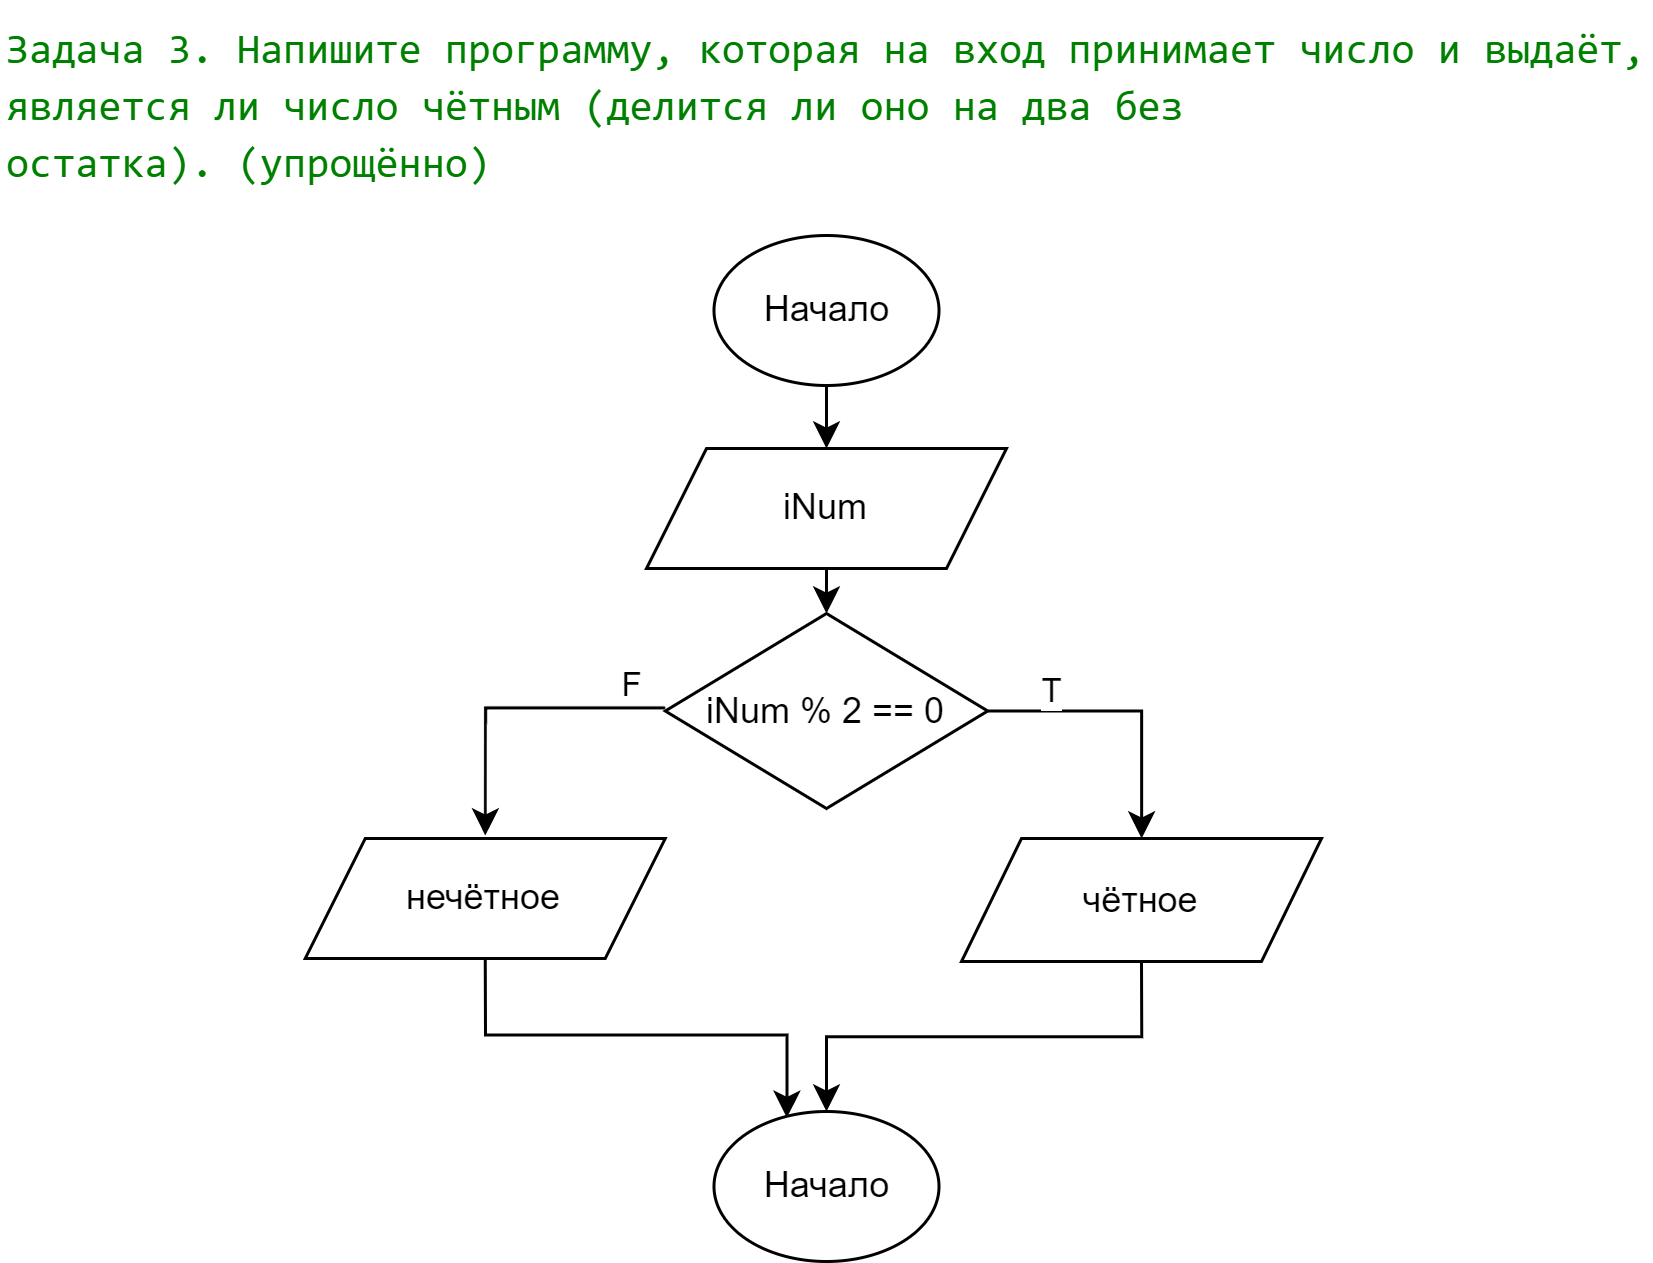 Задача 3. Напишите программу, которая на вход принимает число и выдаёт,
является ли число чётным (делится ли оно на два без
остатка). (упрощённо)
Начало
iNum
iNum % 2 == 0
F
T
нечётное
чётное
Начало